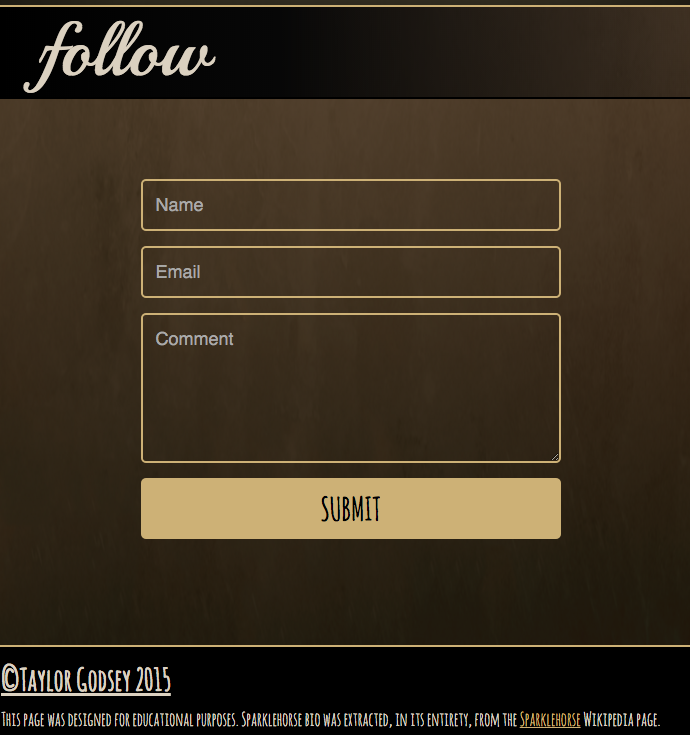 follow
Name
Email
Comment
SUBMIT
©Taylor Godsey 2015
This page was designed for educational purposes. Sparklehorse bio was extracted, in its entirety, from the Sparklehorse Wikipedia page.